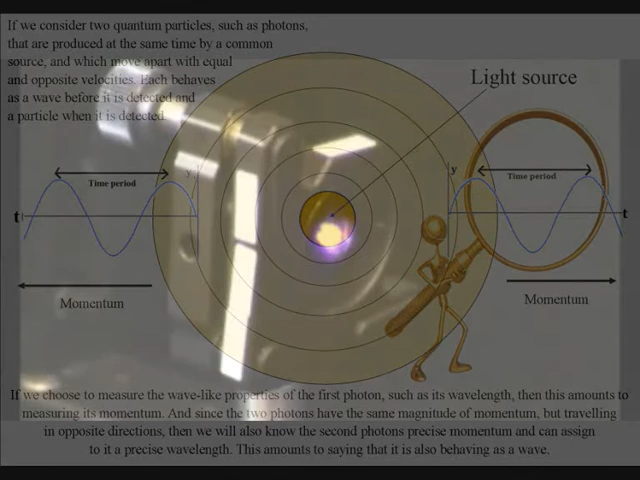 If we consider two quantum particles, such as photons,
that are produced at the same time by a common
source, and which move apart with equal
and opposite velocities. Each behaves
as a wave before it is detected and
a particle when it is detected
Light source
y
y
Time period
Time period
t
t
Momentum
Momentum
If we choose to measure the wave-like properties of the first photon, such as its wavelength, then this amounts to
measuring its momentum. And since the two photons have the same magnitude of momentum, but travelling
in opposite directions, then we will also know the second photons precise momentum and can assign
to it a precise wavelength. This amounts to saying that it is also behaving as a wave.